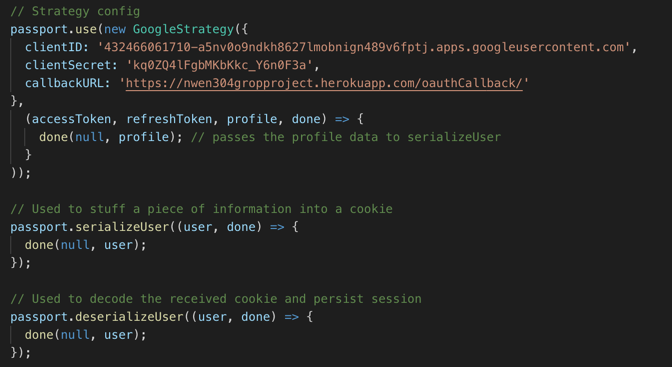 // Strategy config
passport.use(new GoogleStrategy({
  clientID: '432466061710-a5nv0o9ndkh8627lmobnign489v6fptj.apps.googleusercontent.com',
  clientSecret: 'kq0ZQ4lFgbMKbKkc_Y6n0F3a',
  callbackURL: 'https://nwen304gropproject.herokuapp.com/oauthCallback/'
},
  (accessToken, refreshToken, profile, done) => {
    done(null, profile); // passes the profile data to serializeUser
  }
));

// Used to stuff a piece of information into a cookie
passport.serializeUser((user, done) => {
  done(null, user);
});

// Used to decode the received cookie and persist session
passport.deserializeUser((user, done) => {
  done(null, user);
});